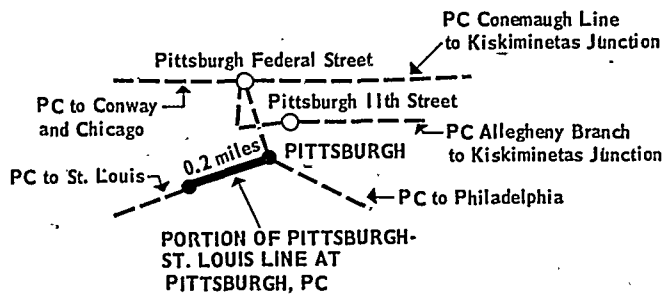 PC Conemaugh Line
to Kiskiminetas Junction
Pittsburgh Federal Street
PC to Conway
and Chicago
Pittsburgh 11th Street
PC Allegheny Branch
to Kiskiminetas Junction
0.2 miles
PITTSBURGH
PC to St. Louis
PC to Philadelphia
PORTION OF PITTSBURGH-
ST. LOUIS LINE AT
PITTSBURGH, PC